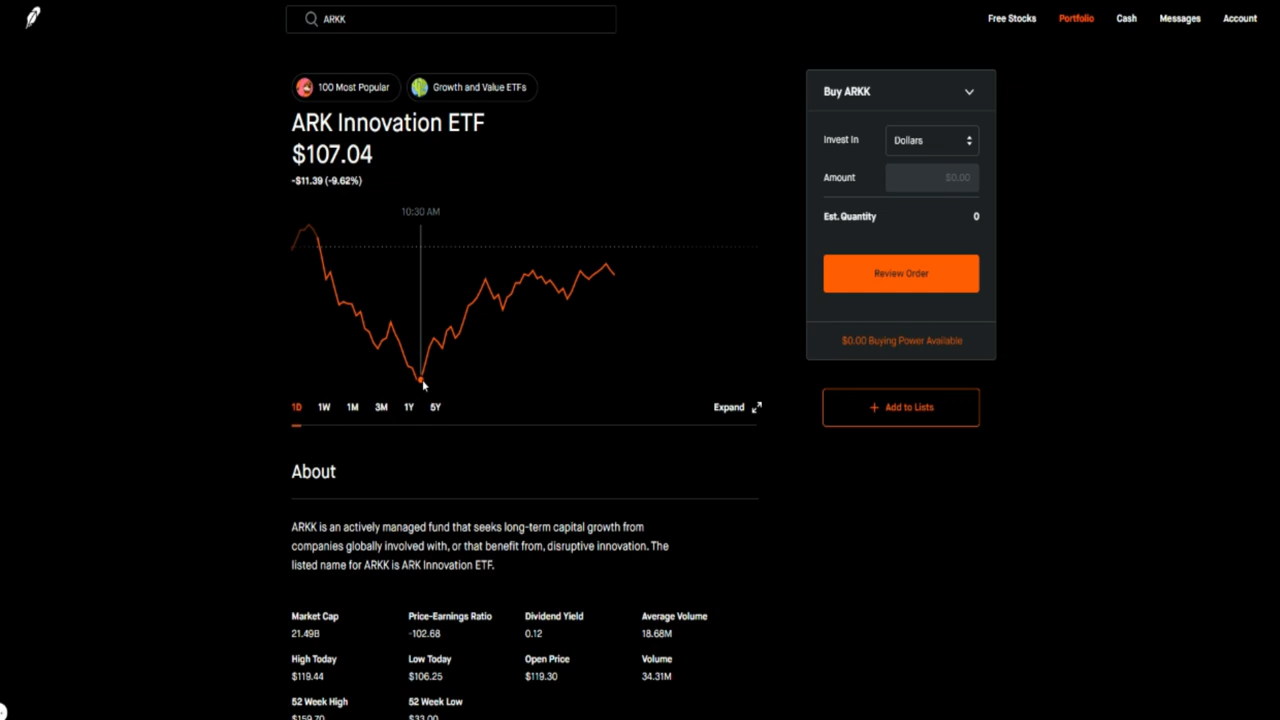 ARKK
Free Stocks Portfolio Cash Messages Account
100 Most Popular Growth and Value ETFs
ARK Innovation ETF
$107.04
-$11.39 (-9.62%)
10:30 AM
1D 1W 1M 3M 1Y 5Y
Expand
Buy ARKK
Invest In Dollars
Amount $0.00
Est. Quantity 0
Review Order
$0.00 Buying Power Available
+ Add to Lists
About
ARKK is an actively managed fund that seeks long-term capital growth from
companies globally involved with, or that benefit from, disruptive innovation. The
listed name for ARKK is ARK Innovation ETF.
Market Cap Price-Earnings Ratio Dividend Yield Average Volume
21.49B -102.68 0.12 18.68M
High Today Low Today Open Price Volume
$119.44 $106.25 $119.30 34.31M
52 Week High 52 Week Low
$159.70 $33.00